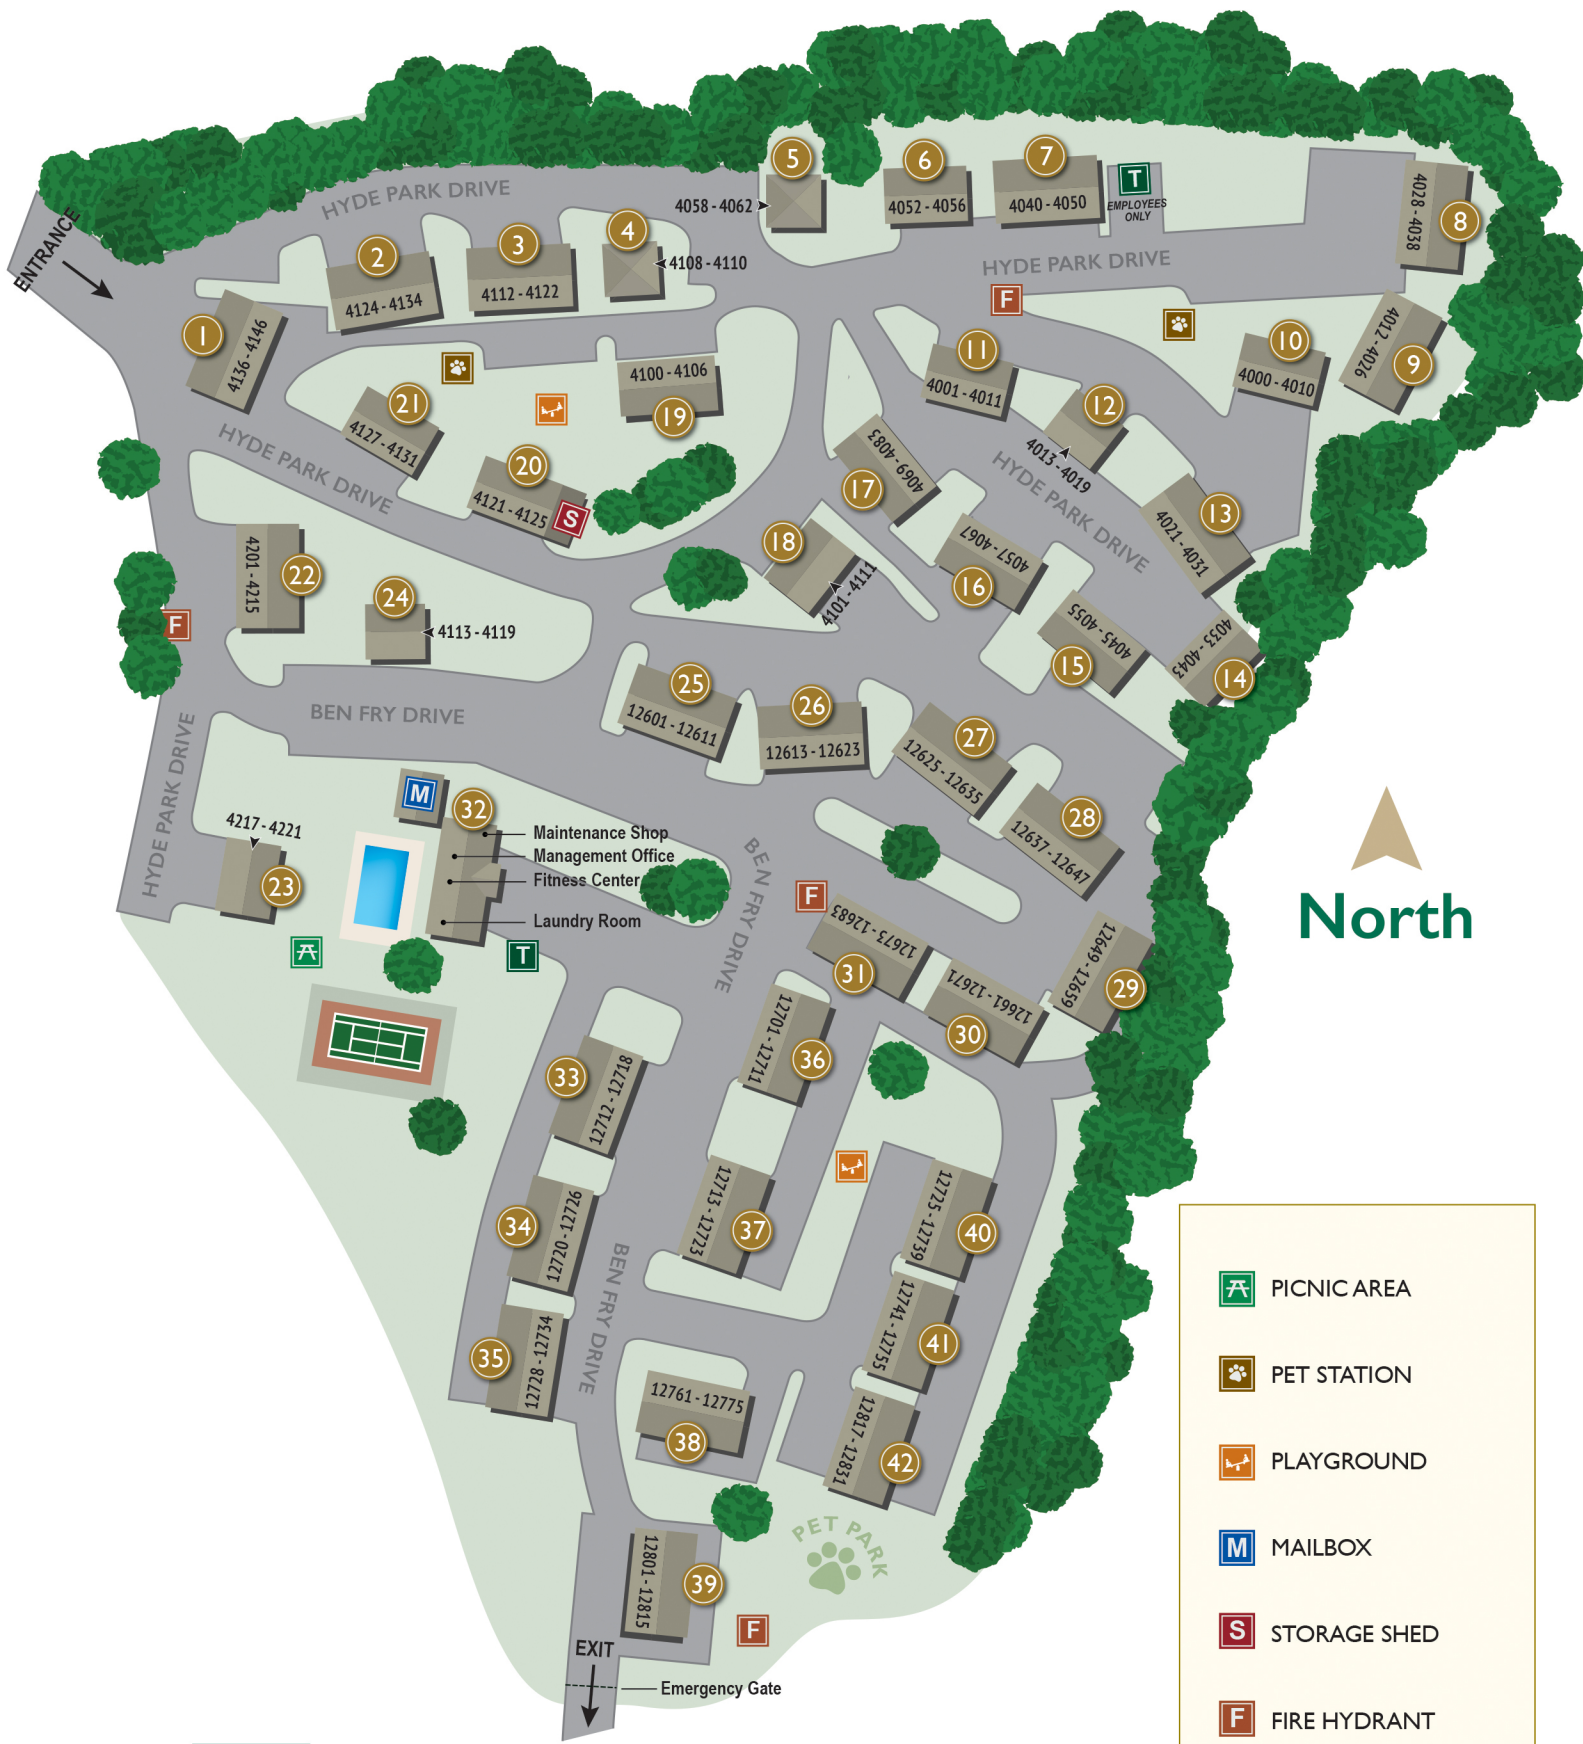 HYDE PARK DRIVE
ENTRANCE
5
6
7
4058 - 4062
4052 - 4056
4040 - 4050
T
EMPLOYEES
ONLY
4028 - 4038
8
2
3
4
4124 - 4134
4112 - 4122
4108 - 4110
HYDE PARK DRIVE
F
1
4136 - 4146
11
4001 - 4011
10
4000 - 4010
4012 - 4026
9
4100 - 4106
19
21
4127 - 4131
12
4013 - 4019
HYDE PARK DRIVE
20
4121 - 4125
S
4069 - 4083
17
HYDE PARK DRIVE
13
4021 - 4031
18
4101 - 4111
4057 - 4067
16
4201 - 4215
22
24
4113 - 4119
F
4045 - 4055
15
4033 - 4043
14
BEN FRY DRIVE
25
12601 - 12611
26
12613 - 12623
27
12625 - 12635
28
12637 - 12647
HYDE PARK DRIVE
M
32
Maintenance Shop
Management Office
Fitness Center
Laundry Room
4217 - 4221
23
T
BEN FRY DRIVE
F
12673 - 12683
31
12661 - 12671
30
12649 - 12659
29
North
12701 - 12711
36
33
12712 - 12718
34
12720 - 12726
12713 - 12723
37
12725 - 12739
40
BEN FRY DRIVE
35
12728 - 12734
12741 - 12755
41
12761 - 12775
38
12817 - 12831
42
PET PARK
12801 - 12815
39
F
EXIT
Emergency Gate
PICNIC AREA
PET STATION
PLAYGROUND
M MAILBOX
S STORAGE SHED
F FIRE HYDRANT